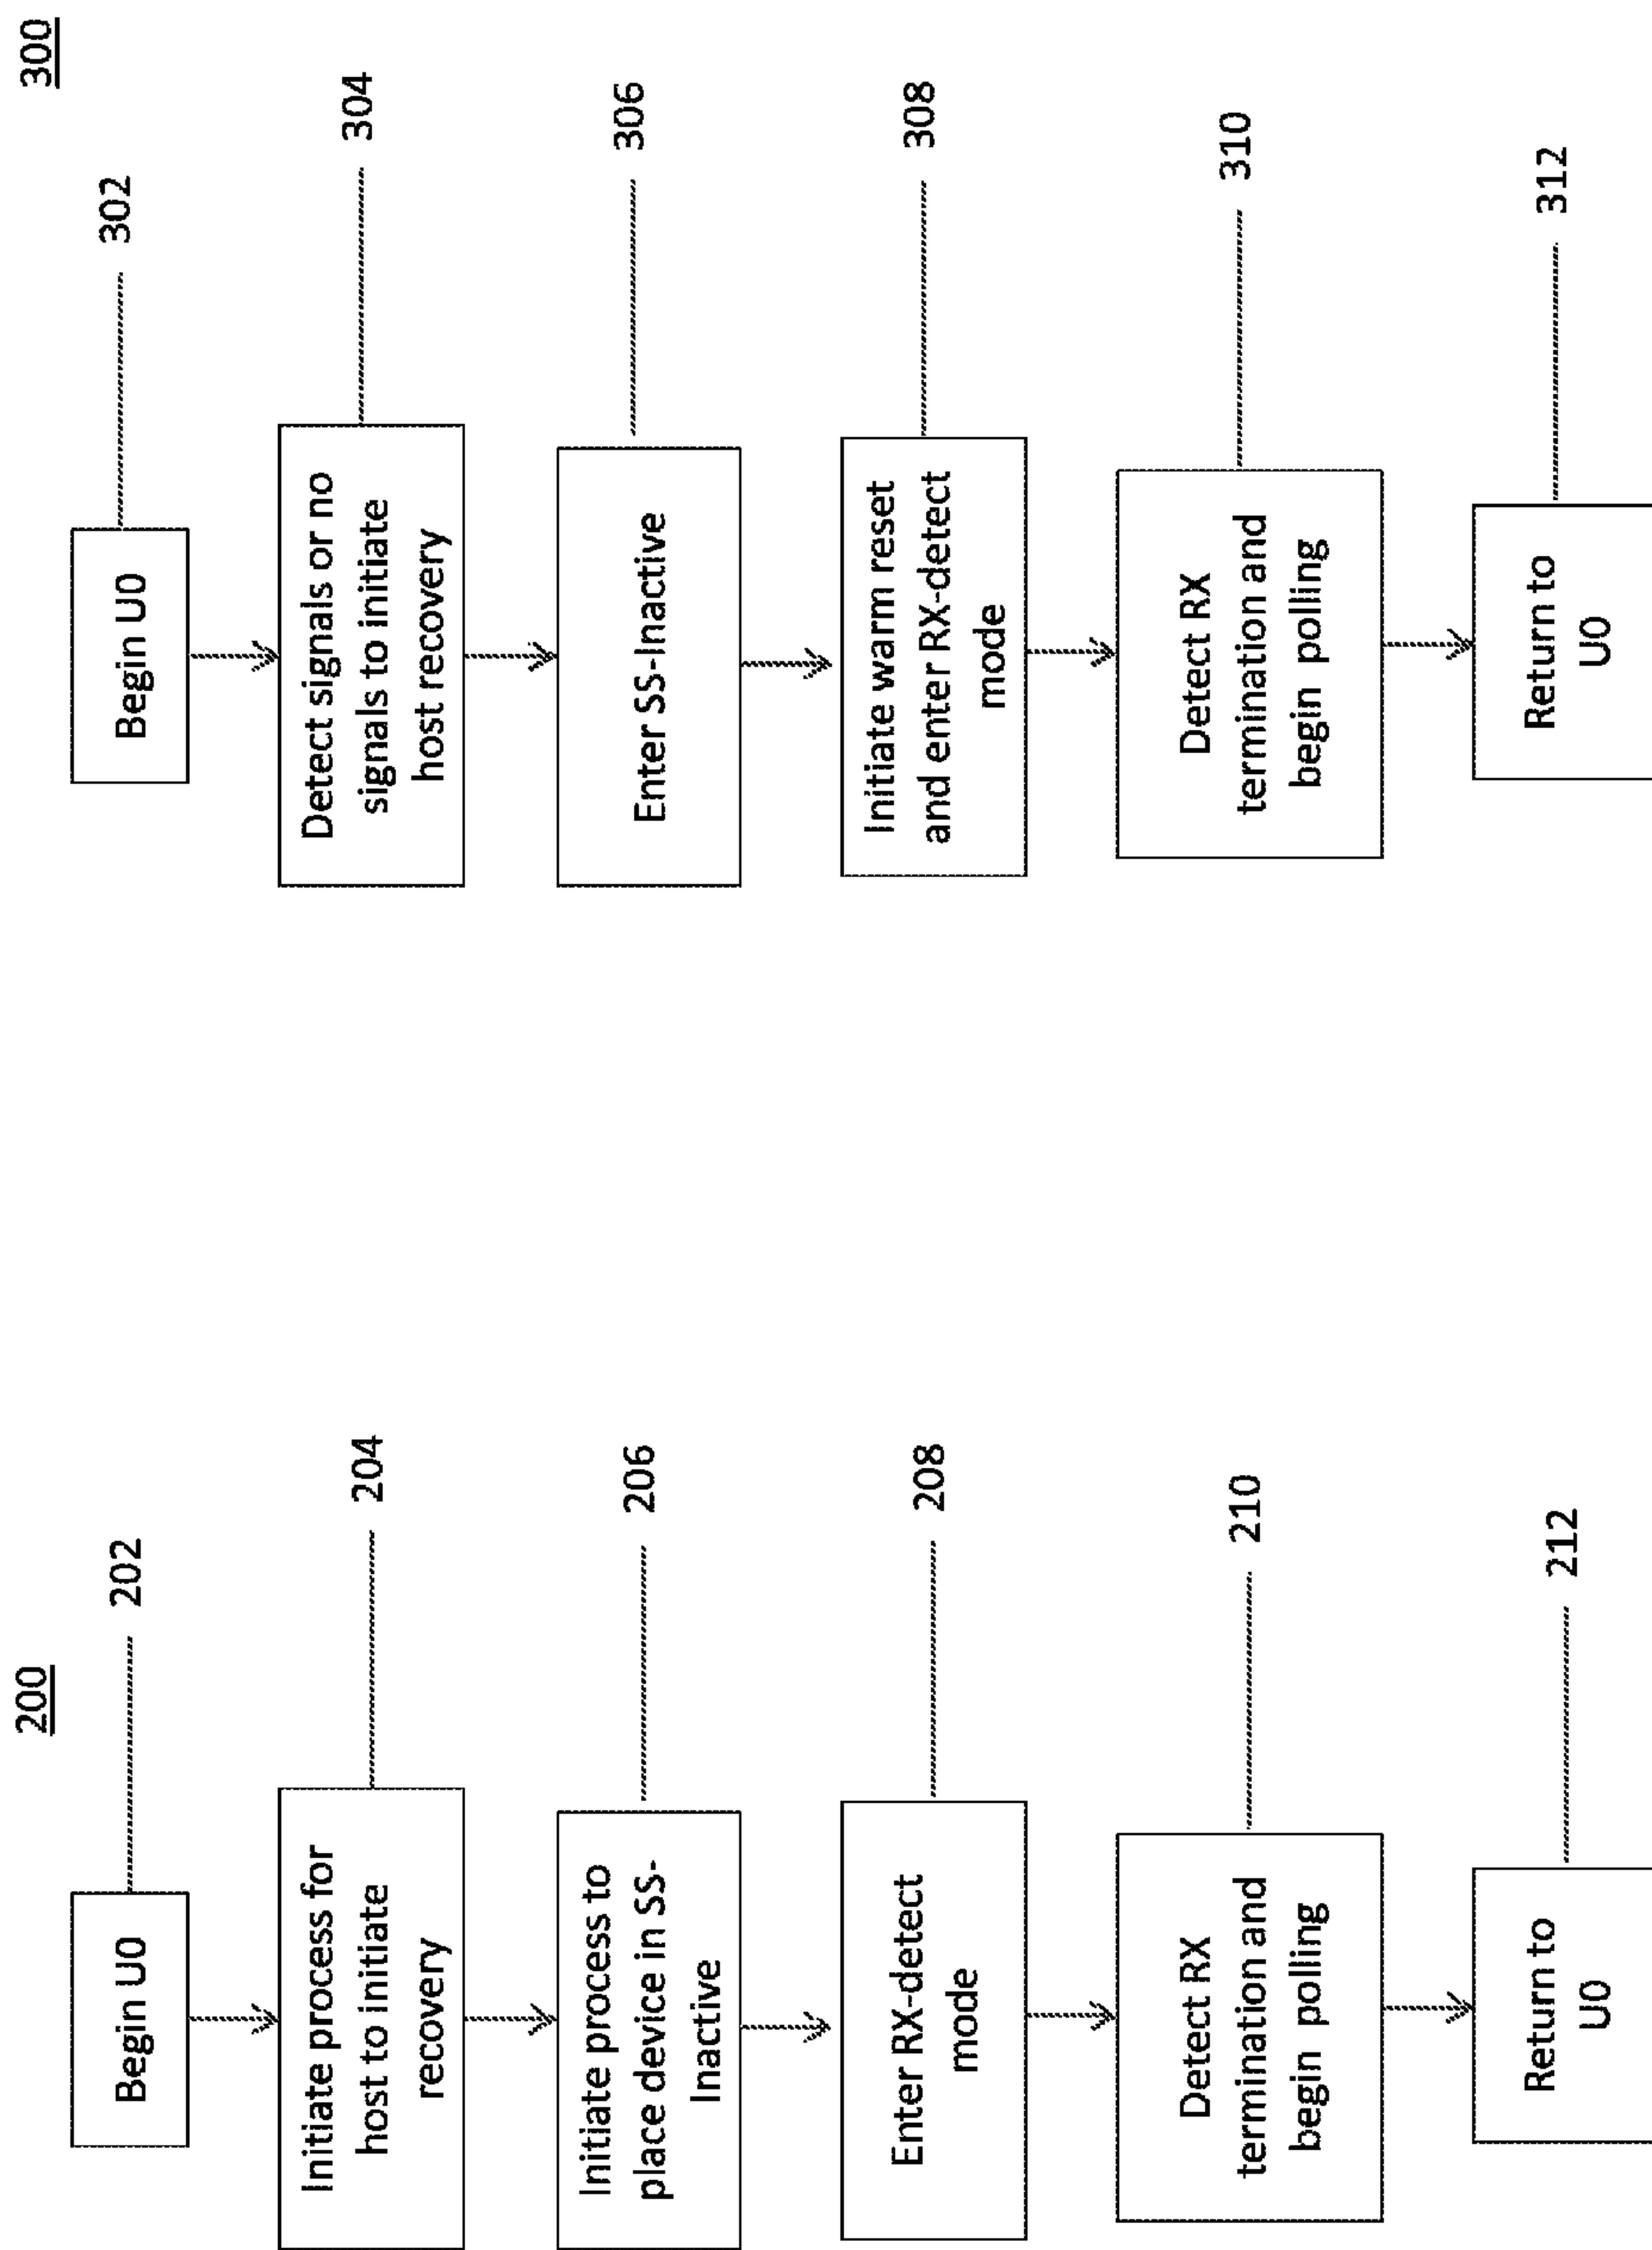 200
Begin U0
202
Initiate process for
host to initiate
recovery
204
Initiate process to
place device in SS-
Inactive
206
Enter RX-detect
mode
208
Detect RX
termination and
begin polling
210
Return to
U0
212
300
Begin U0
302
Detect signals or no
signals to initiate
host recovery
304
Enter SS-Inactive
306
Initiate warm reset
and enter RX-detect
mode
308
Detect RX
termination and
begin polling
310
Return to
U0
312